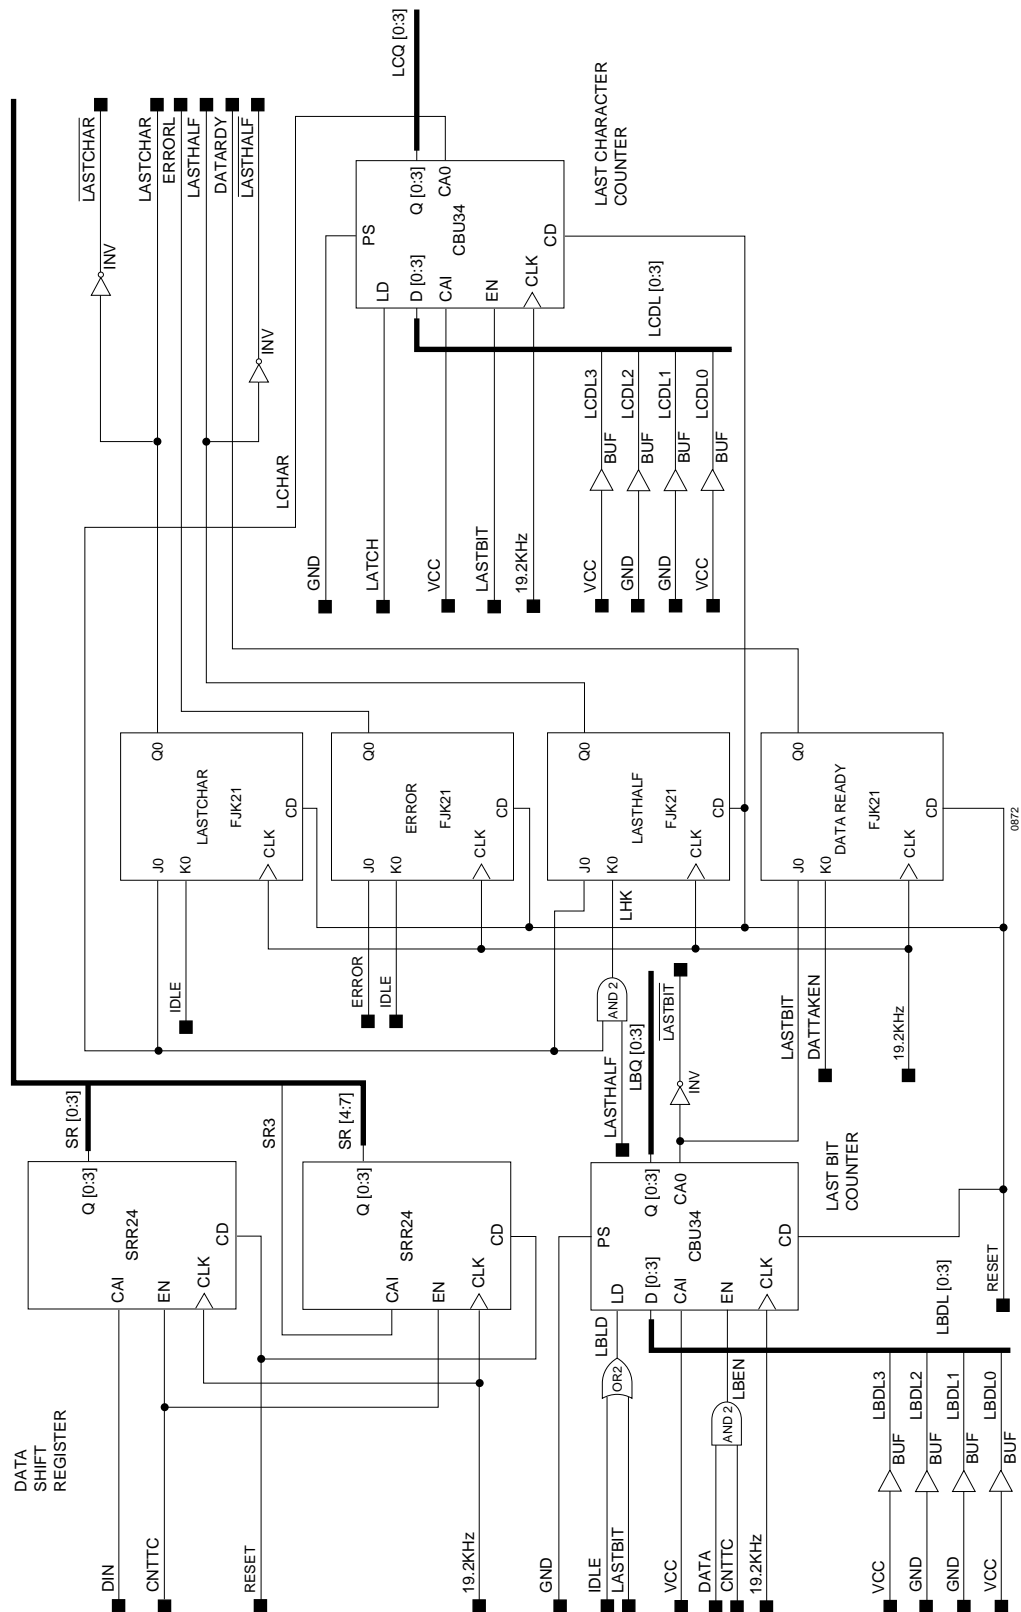 DATA
SHIFT
REGISTER
DIN
CNTTC
RESET
19.2KHz
CAI
EN
CLK
SRR24
Q [0:3]
CD
SR [0:3]
SR3
CAI
EN
CLK
SRR24
Q [0:3]
CD
SR [4:7]
GND
IDLE
LASTBIT
OR2
LBLD
VCC
DATA
CNTTC
AND 2
LBEN
19.2KHz
PS
LD
D [0:3]
CAI
EN
CLK
CBU34
Q [0:3]
CA0
CD
LAST BIT
COUNTER
VCC
GND
GND
VCC
BUF
BUF
BUF
BUF
LBDL3
LBDL2
LBDL1
LBDL0
LBDL [0:3]
RESET
LBQ [0:3]
LASTBIT
INV
LASTHALF
AND 2
LHK
IDLE
J0
K0
CLK
LASTCHAR
FJK21
Q0
CD
ERROR
IDLE
J0
K0
CLK
ERROR
FJK21
Q0
CD
J0
K0
CLK
LASTHALF
FJK21
Q0
CD
LASTBIT
DATTAKEN
19.2KHz
J0
K0
CLK
DATA READY
FJK21
Q0
CD
LCHAR
INV
INV
LASTCHAR
LASTCHAR
ERRORL
LASTHALF
DATARDY
LASTHALF
GND
LATCH
VCC
LASTBIT
19.2KHz
PS
LD
D [0:3]
CAI
EN
CLK
CBU34
Q [0:3]
CA0
CD
LCQ [0:3]
LAST CHARACTER
COUNTER
VCC
GND
GND
VCC
BUF
BUF
BUF
BUF
LCDL3
LCDL2
LCDL1
LCDL0
LCDL [0:3]
0872